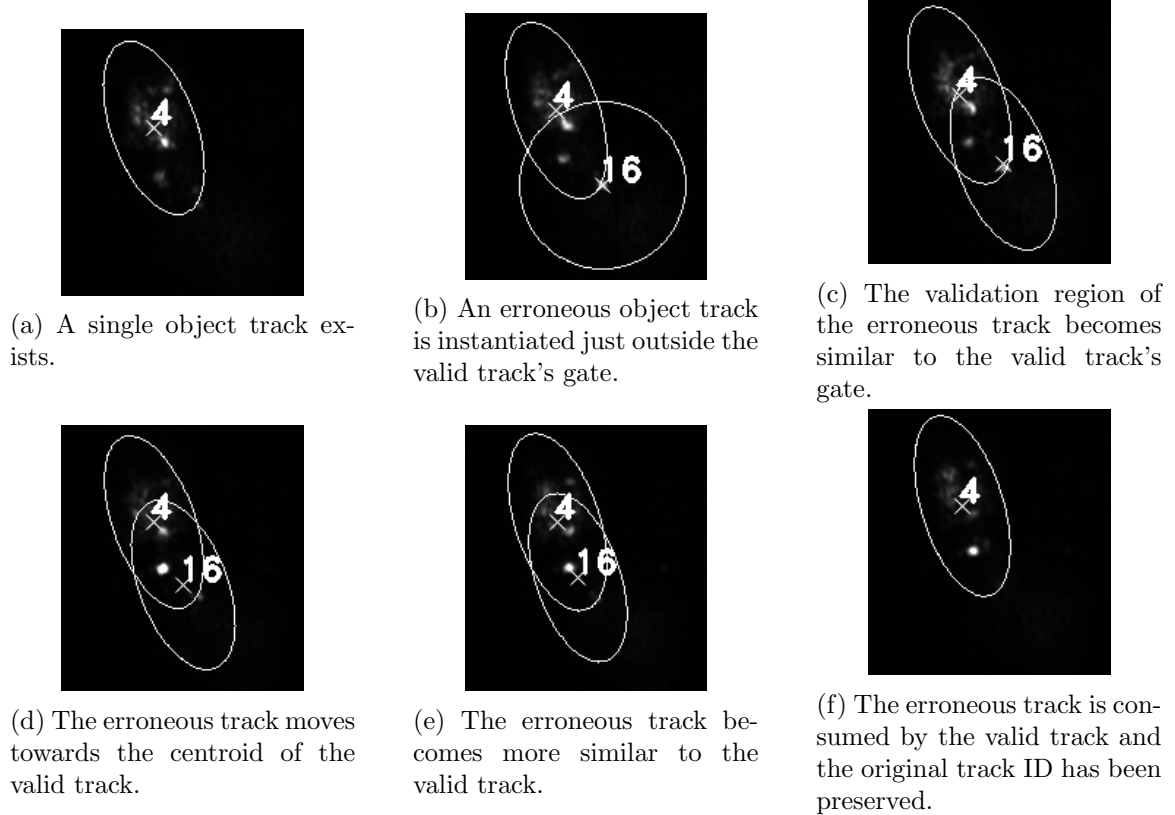 4
4
16
4
16
(a) A single object track ex-
ists.
(b) An erroneous object track
is instantiated just outside the
valid track's gate.
(c) The validation region of
the erroneous track becomes
similar to the valid track's
gate.
4
16
4
16
4
(d) The erroneous track moves
towards the centroid of the
valid track.
(e) The erroneous track be-
comes more similar to the
valid track.
(f) The erroneous track is con-
sumed by the valid track and
the original track ID has been
preserved.